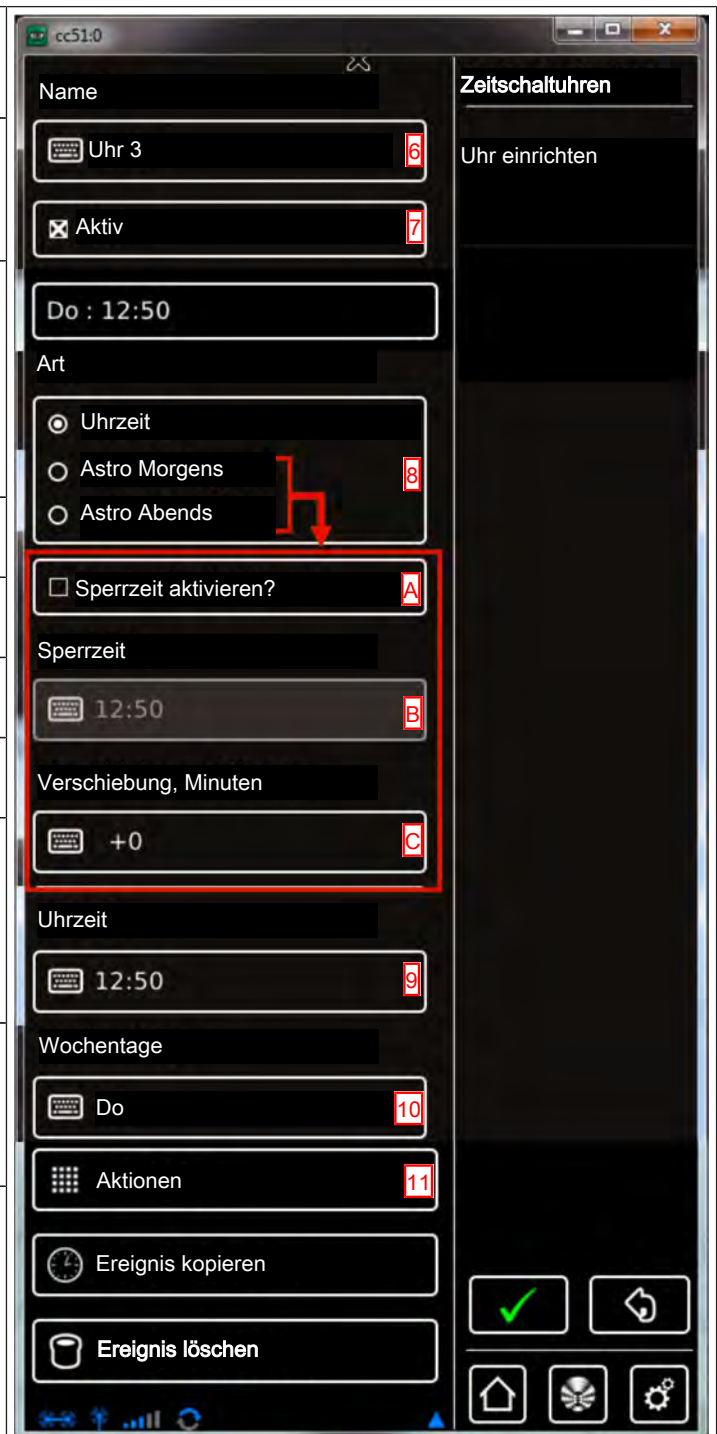 cc51:0
Name
Uhr 3 6
Aktiv 7
Do : 12:50
Art
Uhrzeit
Astro Morgens
Astro Abends
8
Sperrzeit aktivieren? A
Sperrzeit
12:50 B
Verschiebung, Minuten
+0 C
Uhrzeit
12:50 9
Wochentage
Do 10
Aktionen 11
Ereignis kopieren
Ereignis löschen
Zeitschaltuhren
Uhr einrichten